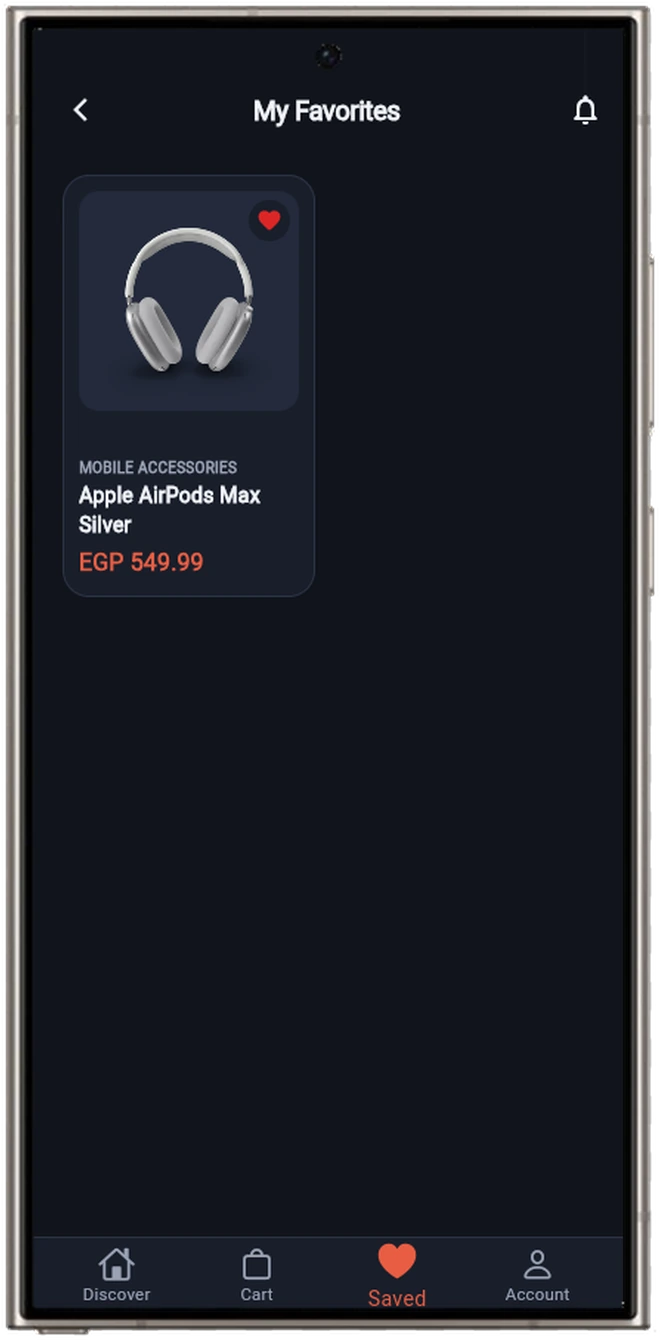 My Favorites
MOBILE ACCESSORIES
Apple AirPods Max
Silver
EGP 549.99
Discover
Cart
Saved
Account